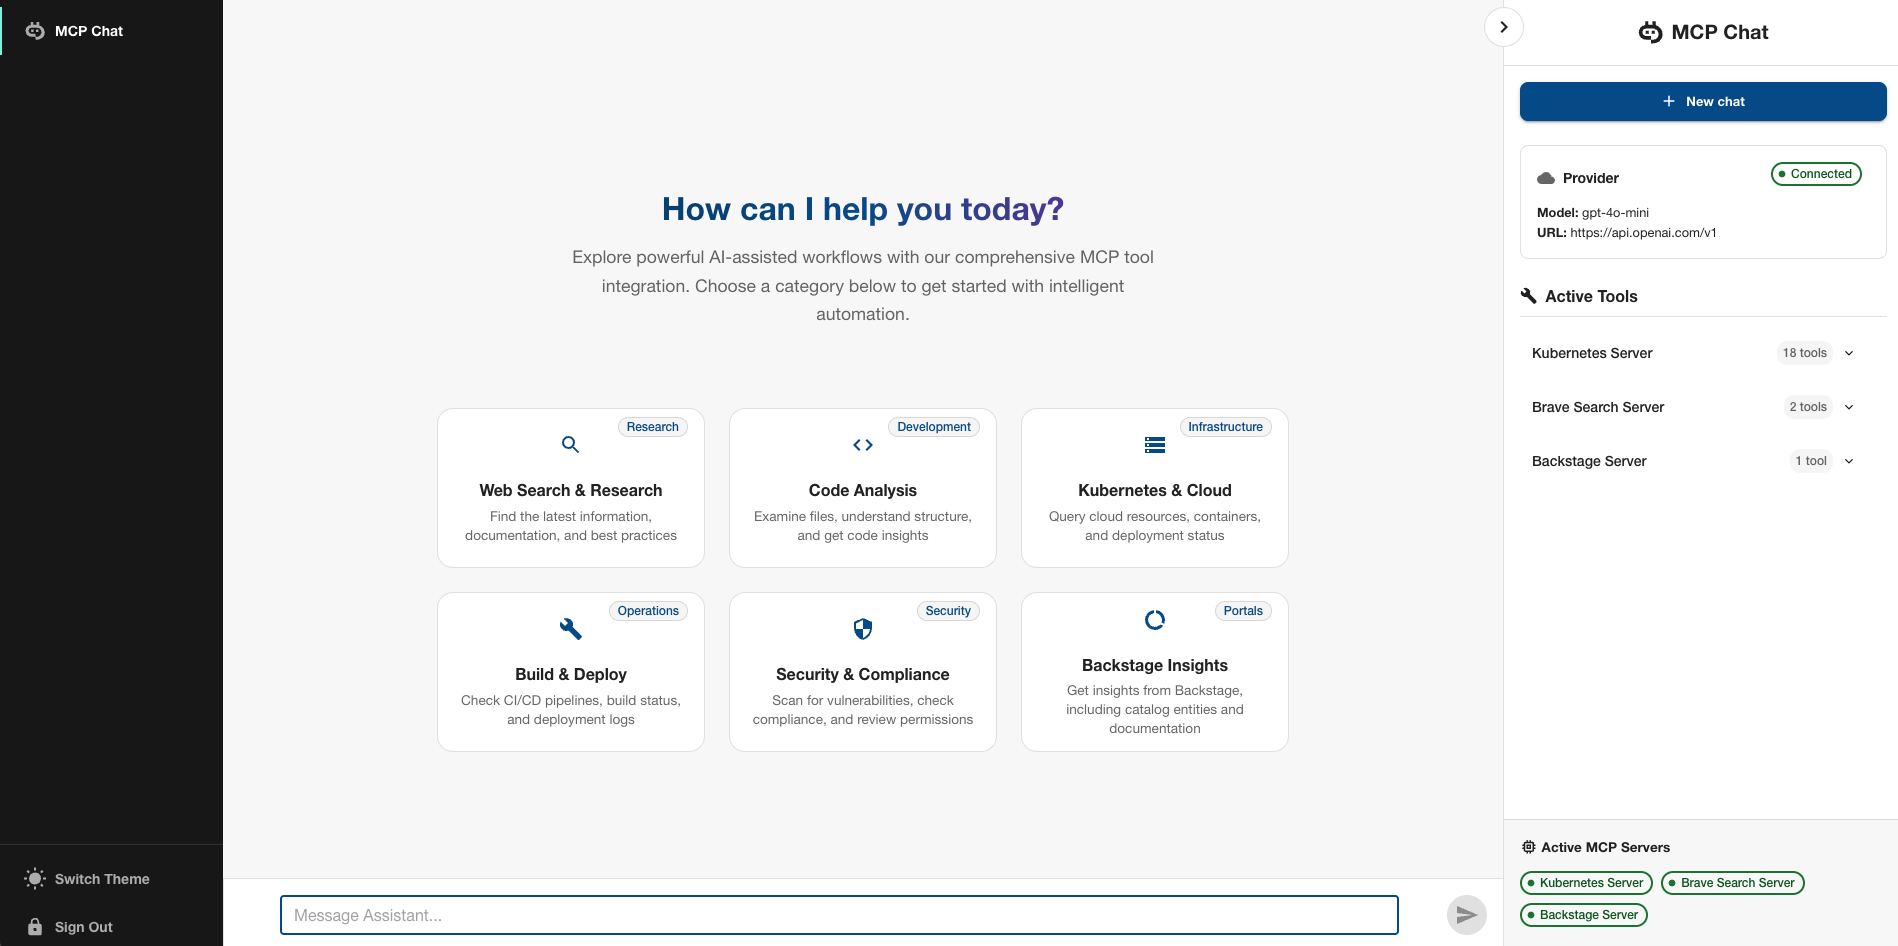 MCP Chat
Switch Theme
Sign Out
How can I help you today?
Explore powerful AI-assisted workflows with our comprehensive MCP tool
integration. Choose a category below to get started with intelligent
automation.
Research
Web Search & Research
Find the latest information,
documentation, and best practices
Development
Code Analysis
Examine files, understand structure,
and get code insights
Infrastructure
Kubernetes & Cloud
Query cloud resources, containers,
and deployment status
Operations
Build & Deploy
Check CI/CD pipelines, build status,
and deployment logs
Security
Security & Compliance
Scan for vulnerabilities, check
compliance, and review permissions
Portals
Backstage Insights
Get insights from Backstage,
including catalog entities and
documentation
Message Assistant...
MCP Chat
New chat
Provider
Connected
Model: gpt-4o-mini
URL: https://api.openai.com/v1
Active Tools
Kubernetes Server 18 tools
Brave Search Server 2 tools
Backstage Server 1 tool
Active MCP Servers
Kubernetes Server Brave Search Server
Backstage Server